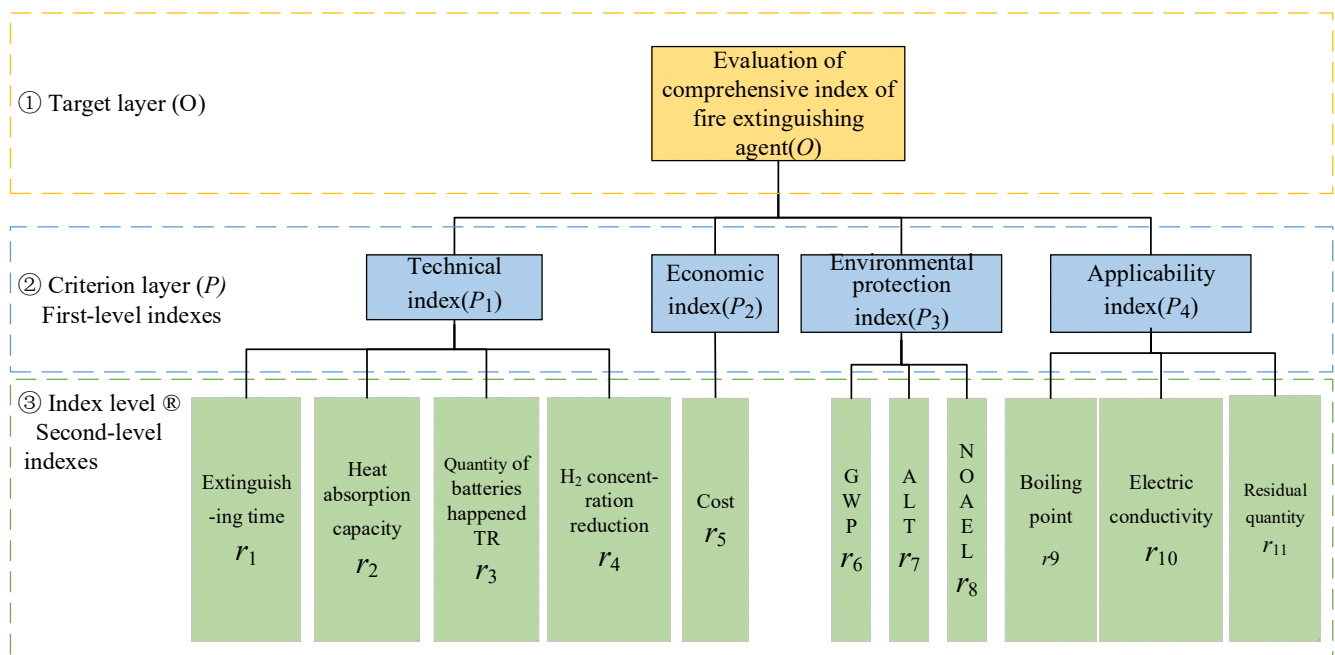 ① Target layer (O)
Evaluation of
comprehensive index of
fire extinguishing
agent(O)
② Criterion layer (P)
First-level indexes
Technical
index(P₁)
Economic
index(P₂)
Environmental
protection
index(P₃)
Applicability
index(P₄)
③ Index level ®
Second-level
indexes
Extinguish
-ing time
r₁
Heat
absorption
capacity
r₂
Quantity of
batteries
happened
TR
r₃
H₂ concent-
ration
reduction
r₄
Cost
r₅
G
W
P
r₆
A
L
T
r₇
N
O
A
E
L
r₈
Boiling
point
r9
Electric
conductivity
r₁₀
Residual
quantity
r₁₁